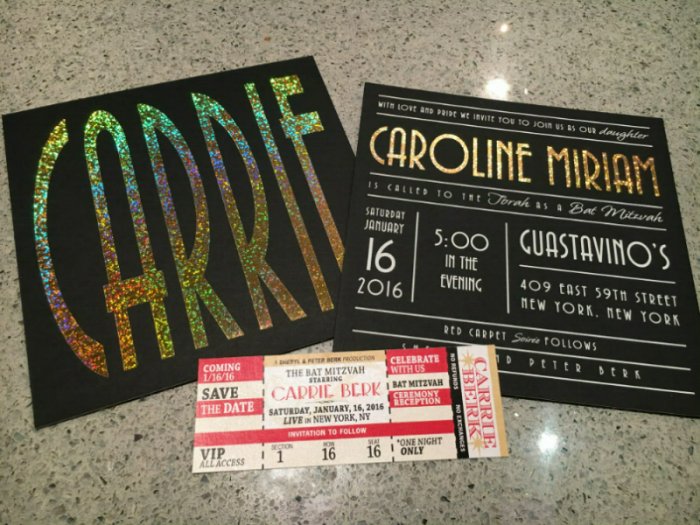 CARRIE
WITH LOVE AND PRIDE WE INVITE YOU TO JOIN US AS OUR daughter
CAROLINE MIRIAM
IS CALLED TO THE Torah AS A Bat Mitzvah
SATURDAY
JANUARY
16
2016
5:00
IN THE
EVENING
GUASTAVINO'S
409 EAST 59TH STREET
NEW YORK, NEW YORK
RED CARPET Soirée FOLLOWS
AND PETER BERK
COMING
1/16/16
SAVE
THE DATE
VIP
ALL ACCESS
A SHERYL & PETER BERK PRODUCTION
THE BAT MITZVAH
STARRING
CARRIE BERK
SATURDAY, JANUARY, 16, 2016
LIVE IN NEW YORK, NY
INVITATION TO FOLLOW
SECTION
1
ROW
16
SEAT
16
CELEBRATE
WITH US
BAT MITZVAH
CEREMONY
RECEPTION
*ONE NIGHT
ONLY
NO REFUNDS
NO EXCHANGES
CARRIE
BERK